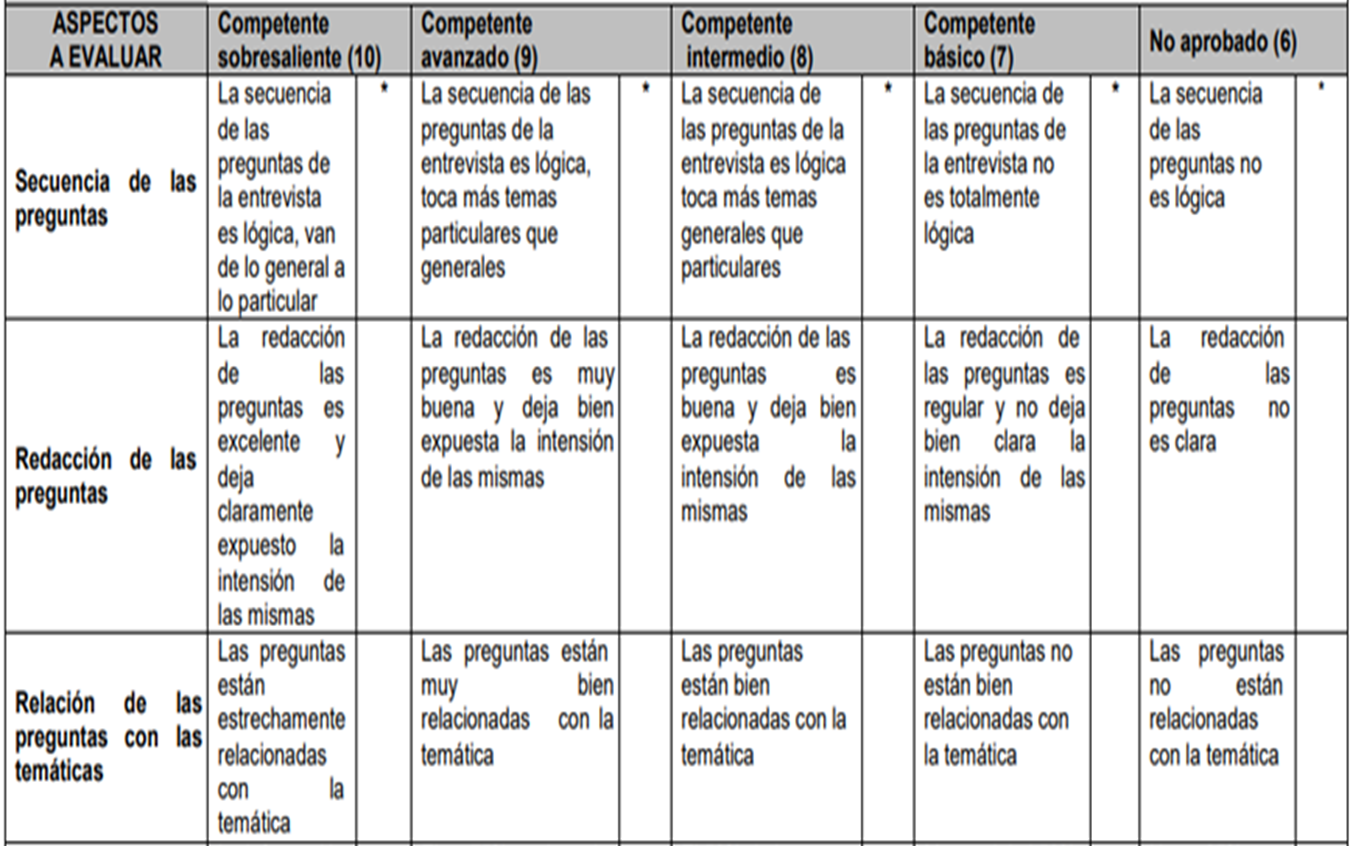 ASPECTOS
A EVALUAR
Competente
sobresaliente (10)
Competente
avanzado (9)
Competente
intermedio (8)
Competente
básico (7)
No aprobado (6)
Secuencia de las
preguntas
La secuencia
de las
preguntas de
la entrevista
es lógica, van
de lo general a
lo particular
*
La secuencia de las
preguntas de la
entrevista es lógica,
toca más temas
particulares que
generales
*
La secuencia de
las preguntas de la
entrevista es lógica
toca más temas
generales que
particulares
*
La secuencia de
las preguntas de
la entrevista no
es totalmente
lógica
*
La secuencia
de las
preguntas no
es lógica
*
Redacción de las
preguntas
La redacción
de las
preguntas es
excelente y
deja
claramente
expuesto la
intensión de
las mismas
La redacción de las
preguntas es muy
buena y deja bien
expuesta la intensión
de las mismas
La redacción de las
preguntas es
buena y deja bien
expuesta la
intensión de las
mismas
La redacción de
las preguntas es
regular y no deja
bien clara la
intensión de las
mismas
La redacción
de las
preguntas no
es clara
Relación de las
preguntas con las
temáticas
Las preguntas
están
estrechamente
relacionadas
con la
temática
Las preguntas están
muy bien
relacionadas con la
temática
Las preguntas
están bien
relacionadas con la
temática
Las preguntas no
están bien
relacionadas con
la temática
Las preguntas
no están
relacionadas
con la temática